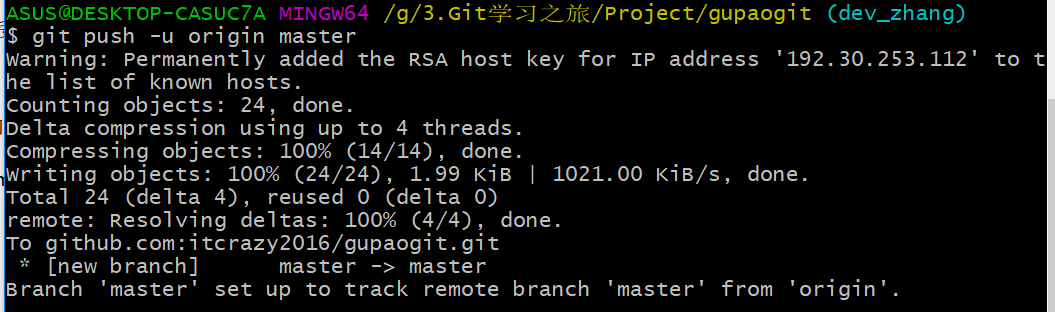 ASUS@DESKTOP-CASUC7A MINGW64 /g/3.Git学习之旅/Project/gupaogit (dev_zhang)
$ git push -u origin master
Warning: Permanently added the RSA host key for IP address '192.30.253.112' to t
he list of known hosts.
Counting objects: 24, done.
Delta compression using up to 4 threads.
Compressing objects: 100% (14/14), done.
Writing objects: 100% (24/24), 1.99 KiB | 1021.00 KiB/s, done.
Total 24 (delta 4), reused 0 (delta 0)
remote: Resolving deltas: 100% (4/4), done.
To github.com:itcrazy2016/gupaogit.git
 * [new branch]      master -> master
Branch 'master' set up to track remote branch 'master' from 'origin'.